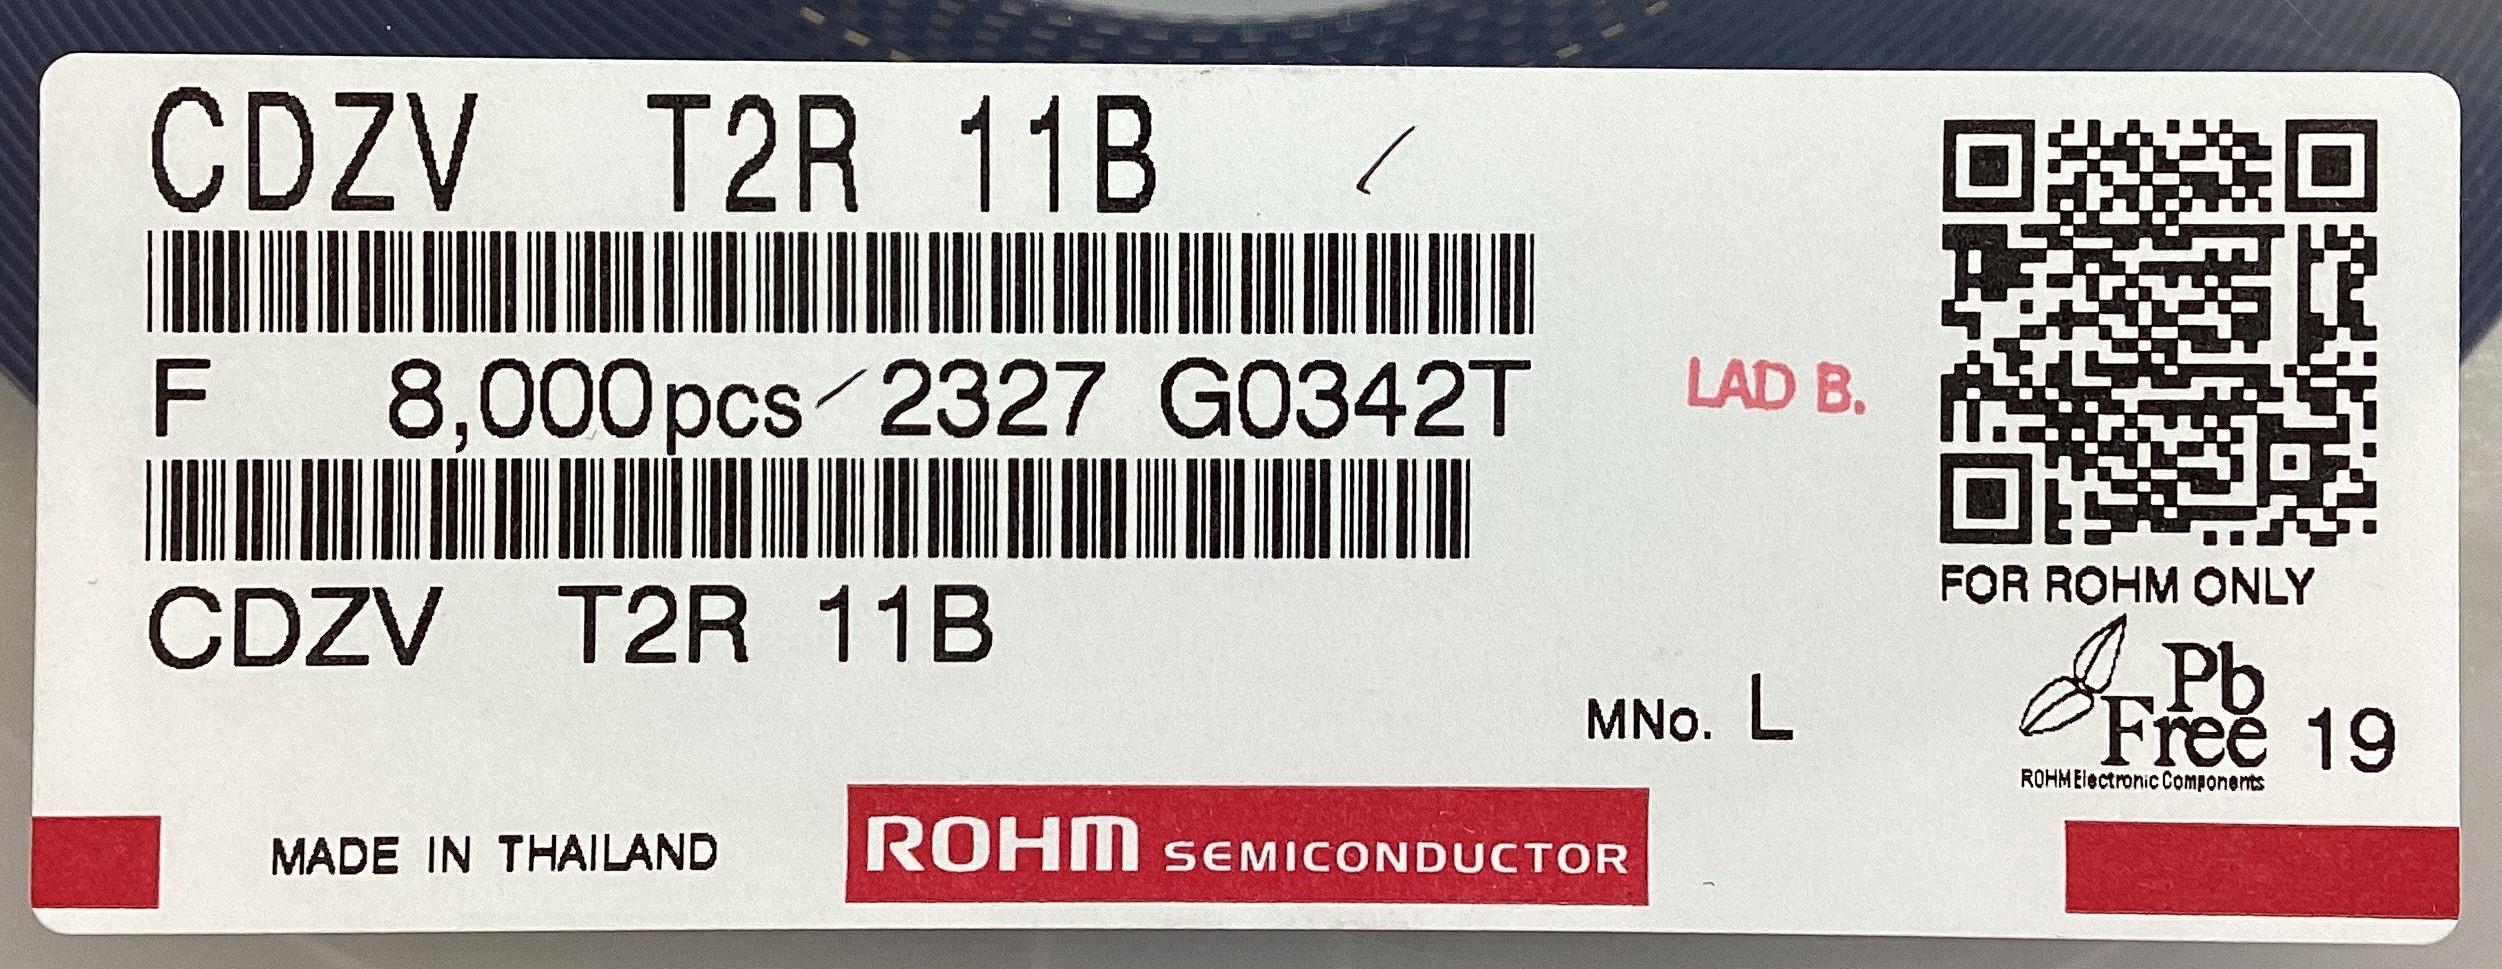 CDZV T2R 11B
F 8,000pcs 2327 G0342T
LAD B.
CDZV T2R 11B
FOR ROHM ONLY
MNo. L
Pb
Free 19
ROHM Electronic Components
MADE IN THAILAND
ROHM SEMICONDUCTOR